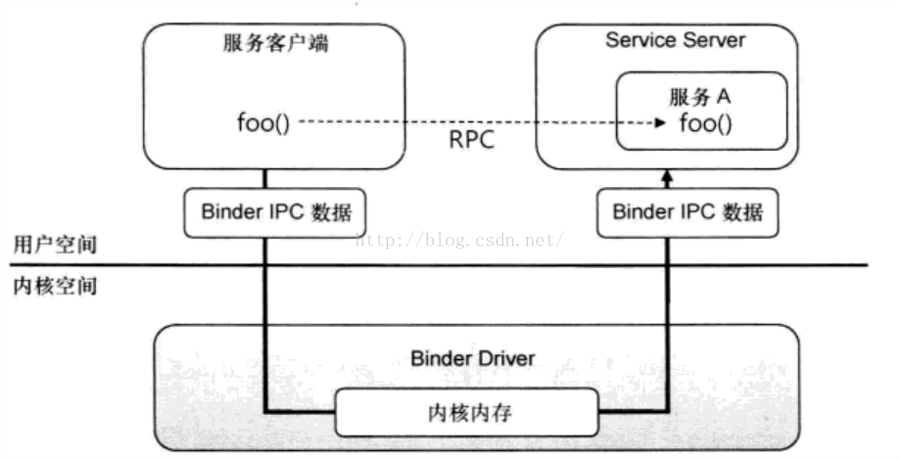 服务客户端
Service Server
服务 A
foo()
foo()
RPC
Binder IPC 数据
Binder IPC 数据
http://blog.csdn.net/
用户空间
内核空间
Binder Driver
内核内存